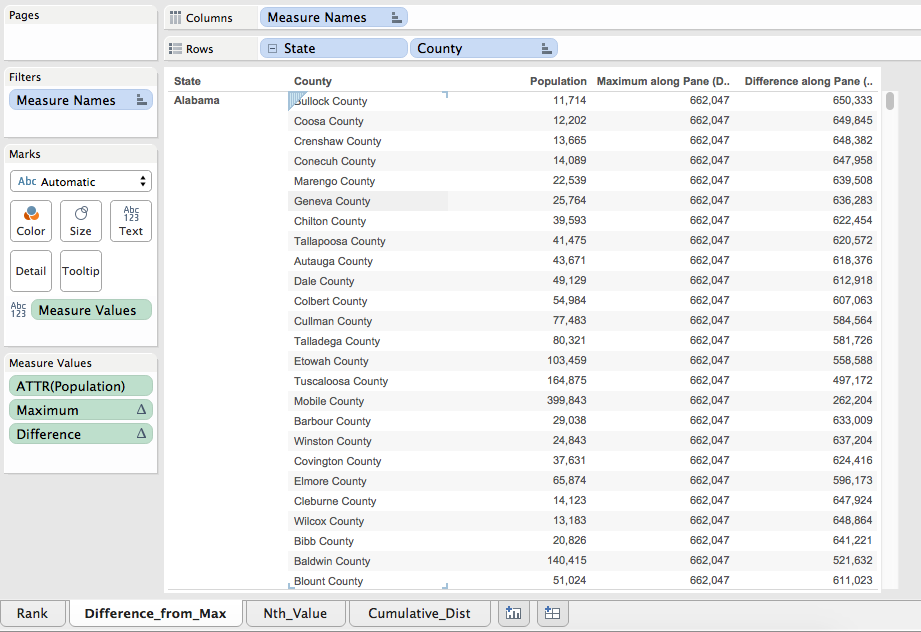 Pages
Columns Measure Names
Rows State County
Filters
Measure Names
Marks
Abc Automatic
Color Size Abc 123 Text
Detail Tooltip
Abc 123 Measure Values
Measure Values
ATTR(Population)
Maximum Δ
Difference Δ
State County Population Maximum along Pane (D.. Difference along Pane (..
Alabama Bullock County 11,714 662,047 650,333
Coosa County 12,202 662,047 649,845
Crenshaw County 13,665 662,047 648,382
Conecuh County 14,089 662,047 647,958
Marengo County 22,539 662,047 639,508
Geneva County 25,764 662,047 636,283
Chilton County 39,593 662,047 622,454
Tallapoosa County 41,475 662,047 620,572
Autauga County 43,671 662,047 618,376
Dale County 49,129 662,047 612,918
Colbert County 54,984 662,047 607,063
Cullman County 77,483 662,047 584,564
Talladega County 80,321 662,047 581,726
Etowah County 103,459 662,047 558,588
Tuscaloosa County 164,875 662,047 497,172
Mobile County 399,843 662,047 262,204
Barbour County 29,038 662,047 633,009
Winston County 24,843 662,047 637,204
Covington County 37,631 662,047 624,416
Elmore County 65,874 662,047 596,173
Cleburne County 14,123 662,047 647,924
Wilcox County 13,183 662,047 648,864
Bibb County 20,826 662,047 641,221
Baldwin County 140,415 662,047 521,632
Blount County 51,024 662,047 611,023
Rank Difference_from_Max Nth_Value Cumulative_Dist